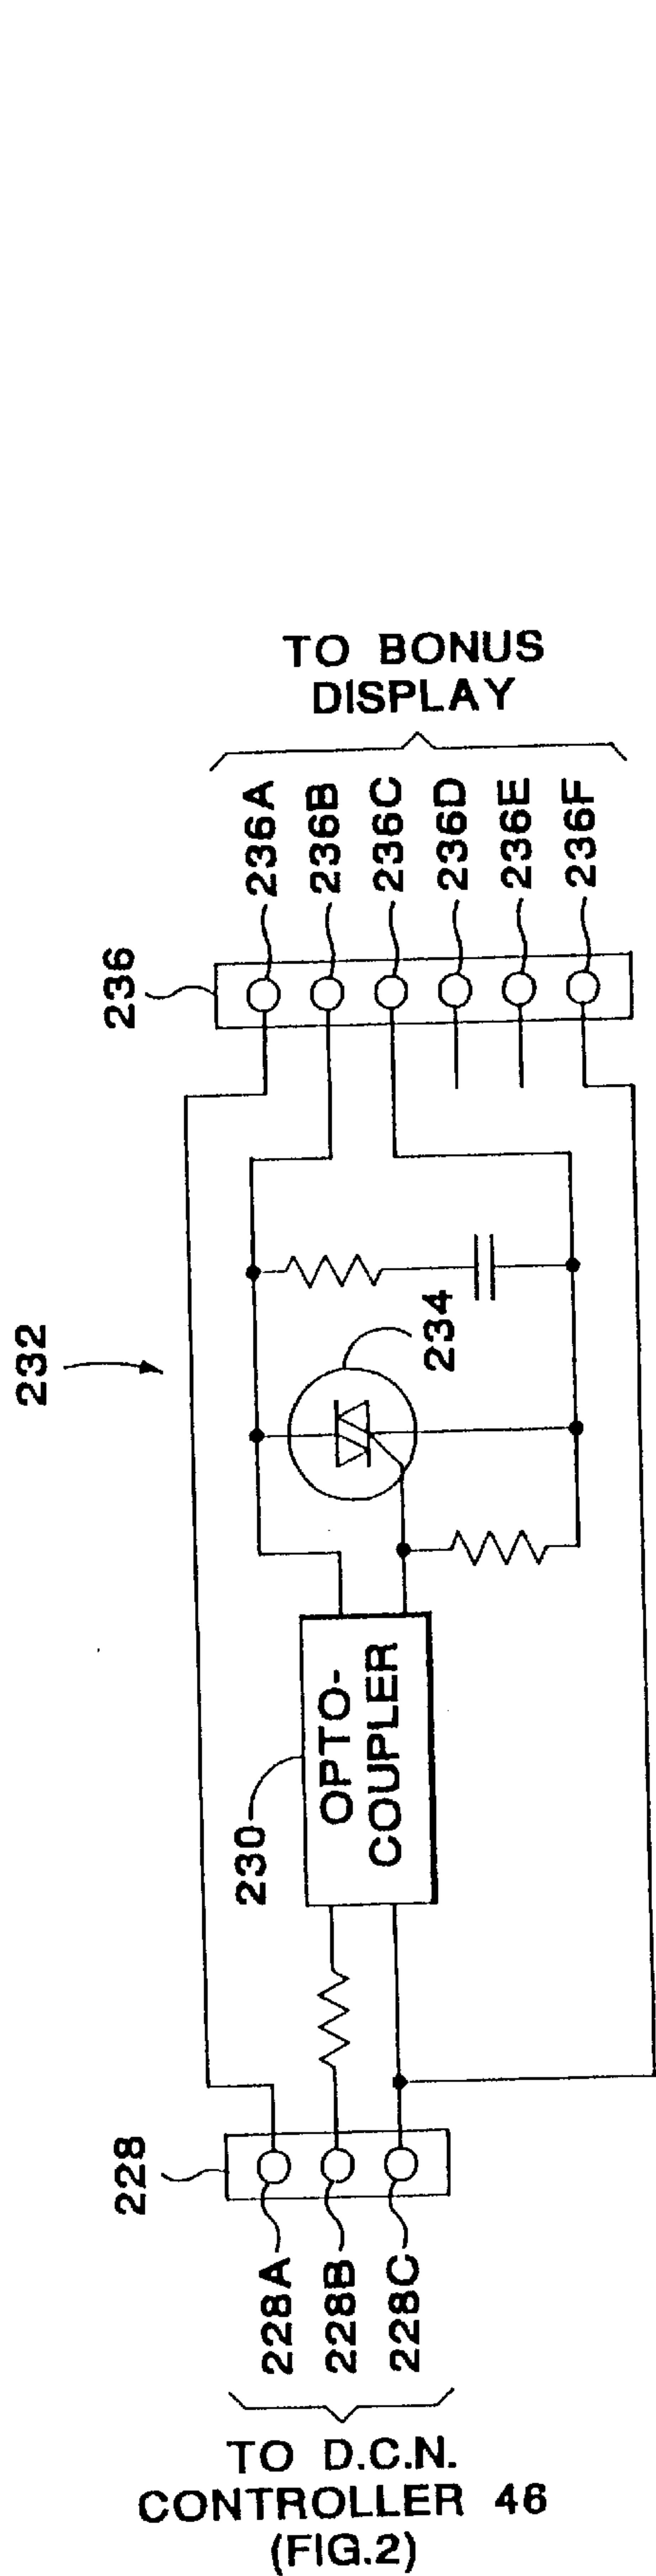 TO BONUS
DISPLAY
236A
236B
236C
236D
236E
236F
236
232
234
OPTO-
COUPLER
230
228
228A
228B
228C
TO D.C.N.
CONTROLLER 46
(FIG.2)